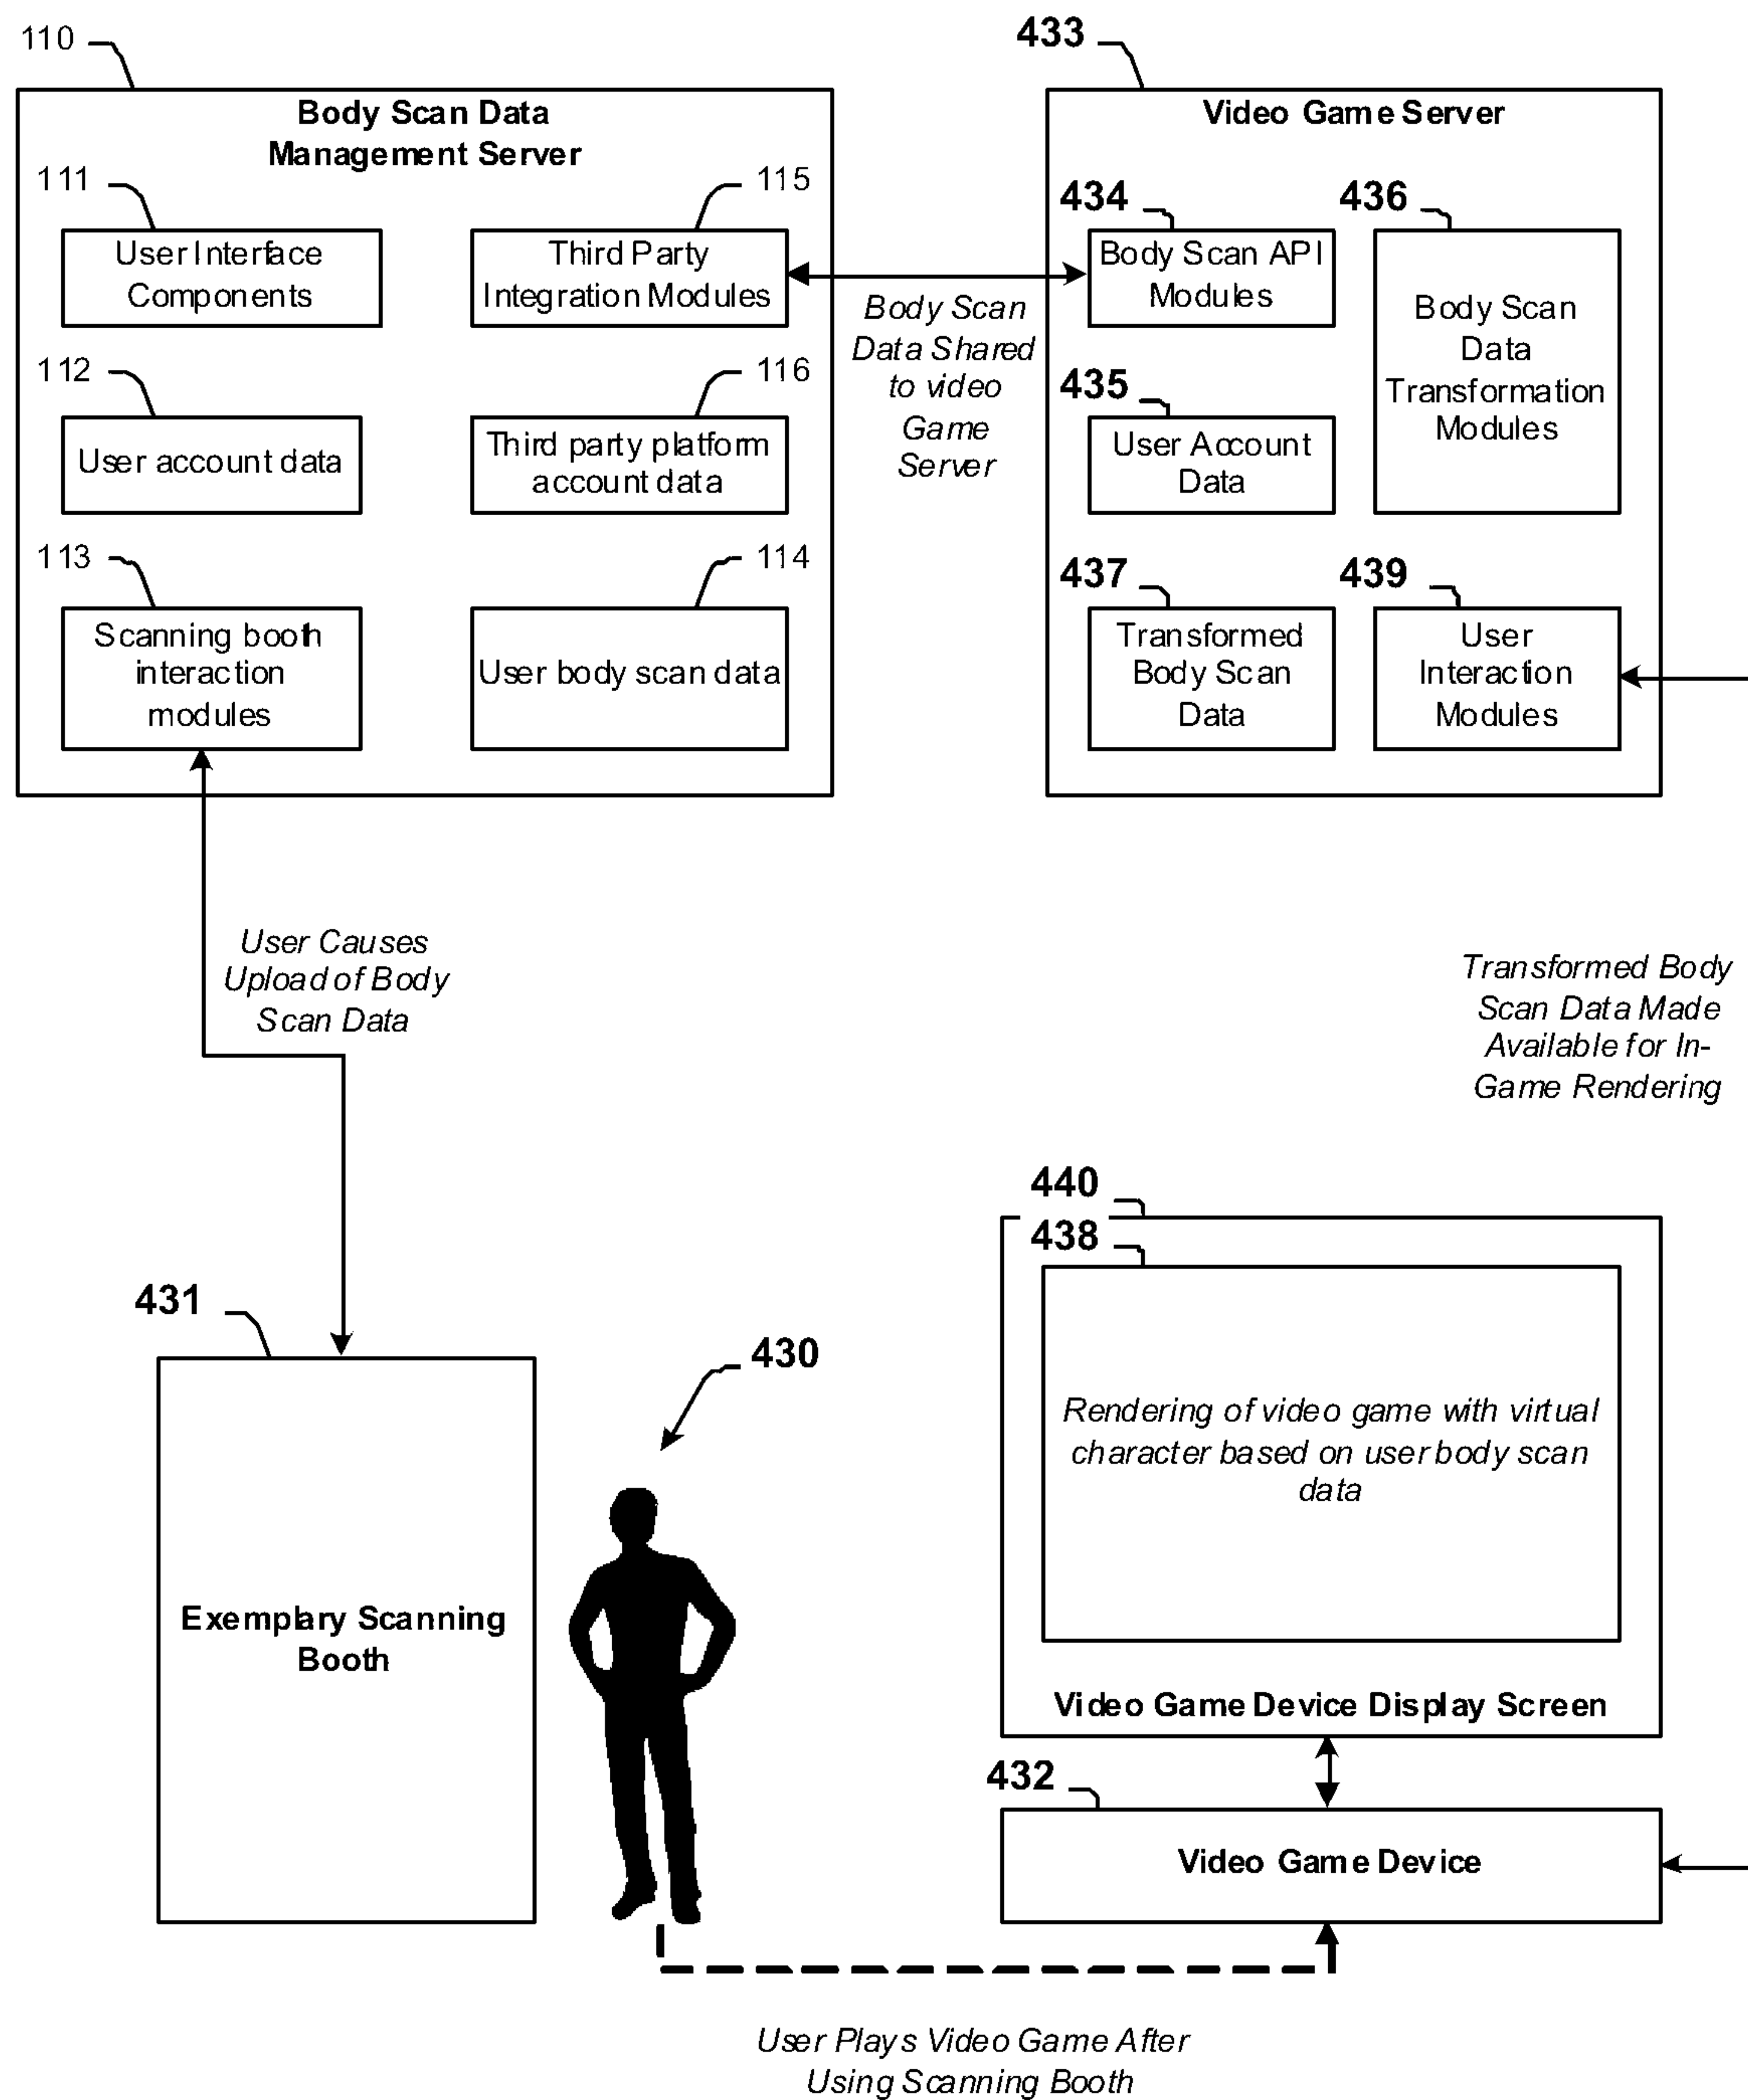 110
Body Scan Data
Management Server
111
User Interface
Components
115
Third Party
Integration Modules
112
User account data
116
Third party platform
account data
113
Scanning booth
interaction
modules
114
User body scan data
Body Scan
Data Shared
to video
Game
Server
433
Video Game Server
434
Body Scan API
Modules
436
Body Scan
Data
Transformation
Modules
435
User Account
Data
437
Transformed
Body Scan
Data
439
User
Interaction
Modules
User Causes
Upload of Body
Scan Data
Transformed Body
Scan Data Made
Available for In-
Game Rendering
431
Exemplary Scanning
Booth
430
440
438
Rendering of video game with virtual
character based on user body scan
data
Video Game Device Display Screen
432
Video Game Device
User Plays Video Game After
Using Scanning Booth